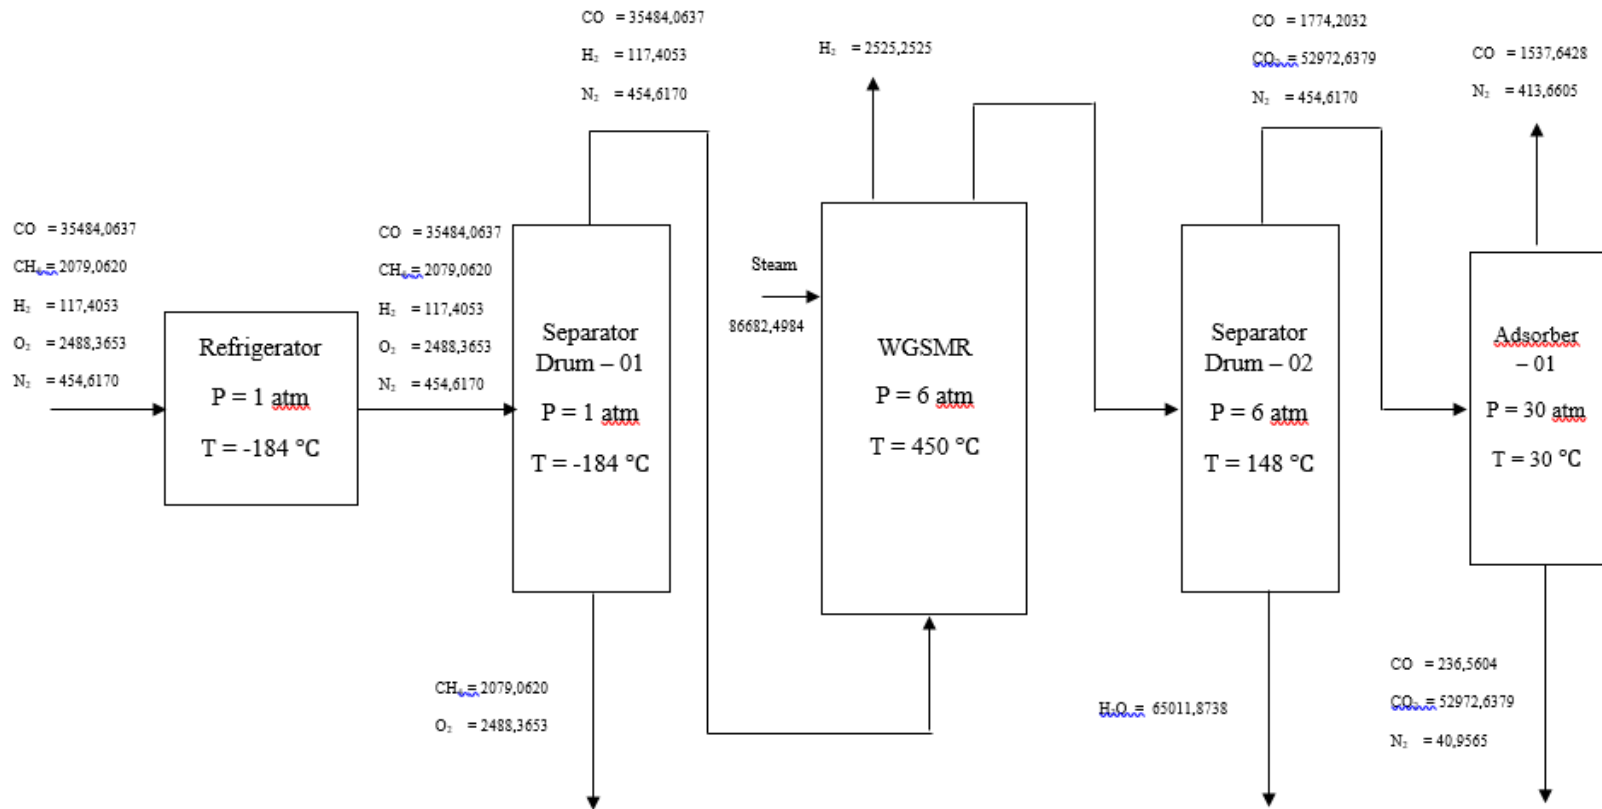 CO = 35484,0637
H₂ = 117,4053
N₂ = 454,6170
H₂ = 2525,2525
CO = 1774,2032
CO₂ = 52972,6379
N₂ = 454,6170
CO = 1537,6428
N₂ = 413,6605
CO = 35484,0637
CH₄ = 2079,0620
H₂ = 117,4053
O₂ = 2488,3653
N₂ = 454,6170
Refrigerator
P = 1 atm
T = -184 °C
CO = 35484,0637
CH₄ = 2079,0620
H₂ = 117,4053
O₂ = 2488,3653
N₂ = 454,6170
Separator
Drum – 01
P = 1 atm
T = -184 °C
Steam
86682,4984
WGSMR
P = 6 atm
T = 450 °C
Separator
Drum – 02
P = 6 atm
T = 148 °C
Adsorber
– 01
P = 30 atm
T = 30 °C
CH₄ = 2079,0620
O₂ = 2488,3653
H₂O = 65011,8738
CO = 236,5604
CO₂ = 52972,6379
N₂ = 40,9565